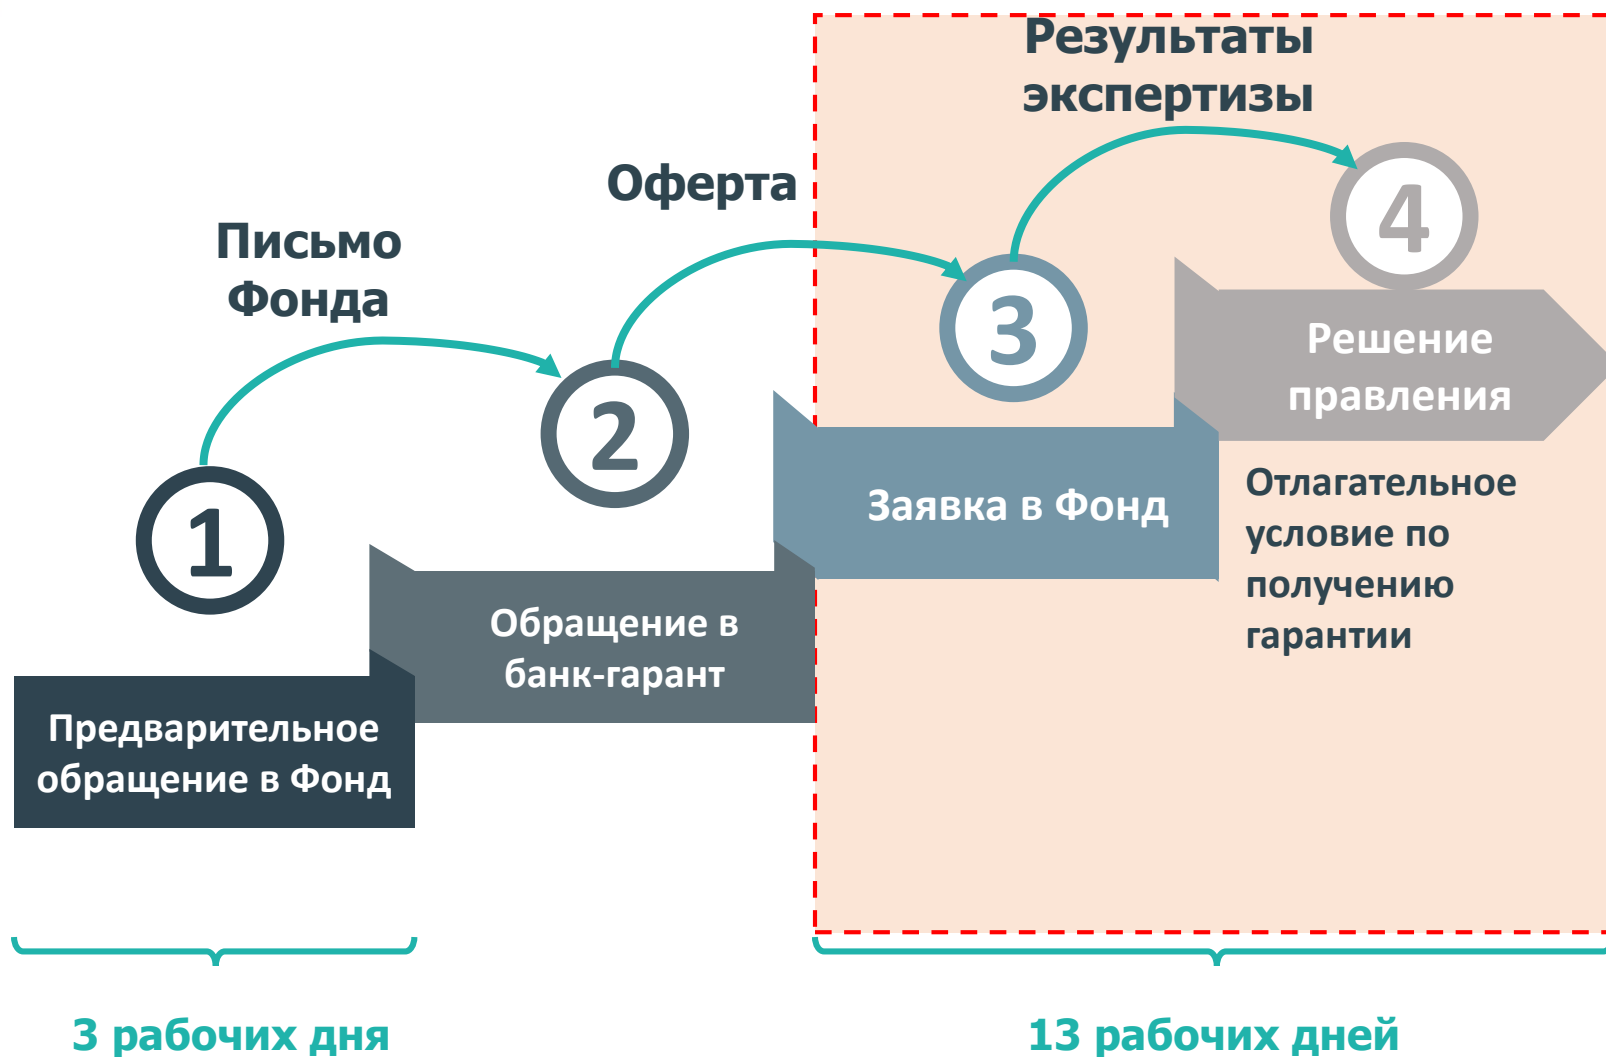 Результаты
экспертизы
Оферта
Письмо
Фонда
4
3
2
1
Решение
правления
Заявка в Фонд
Отлагательное
условие по
получению
гарантии
Обращение в
банк-гарант
Предварительное
обращение в Фонд
3 рабочих дня
13 рабочих дней